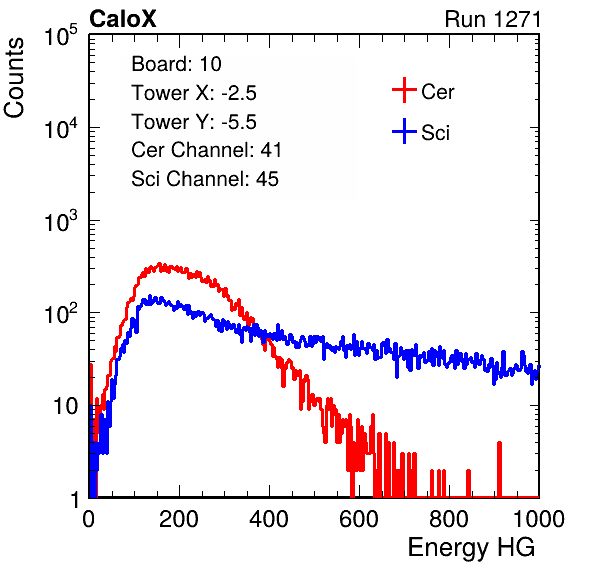 CaloX Run 1271
Counts
Board: 10
Tower X: -2.5
Tower Y: -5.5
Cer Channel: 41
Sci Channel: 45
Cer
Sci
10^5
10^4
10^3
10^2
10
1
0 200 400 600 800 1000
Energy HG